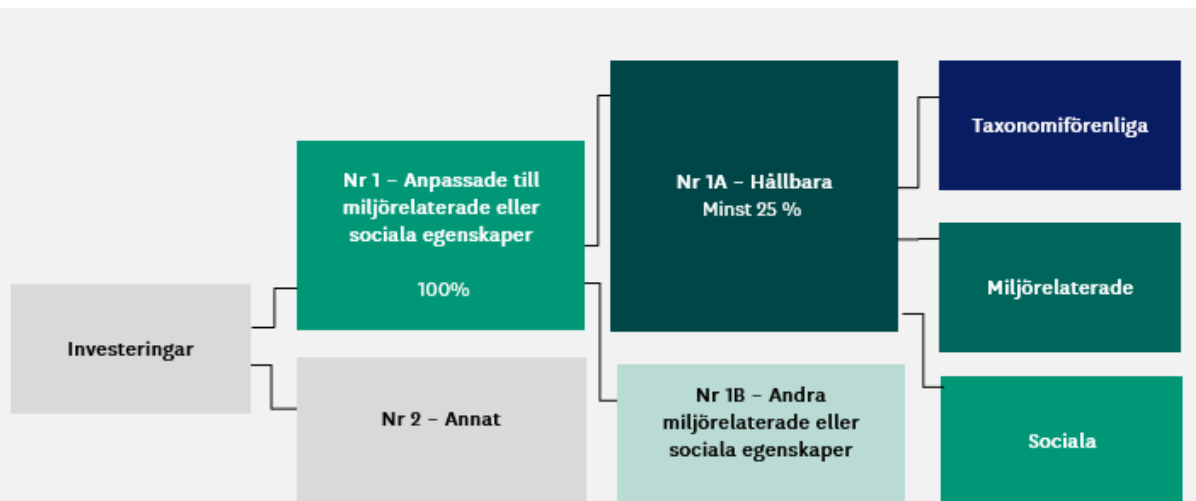 Investeringar
Nr 1 – Anpassade till
miljörelaterade eller
sociala egenskaper
100%
Nr 2 – Annat
Nr 1A – Hållbara
Minst 25 %
Nr 1B – Andra
miljörelaterade eller
sociala egenskaper
Taxonomiförenliga
Miljörelaterade
Sociala